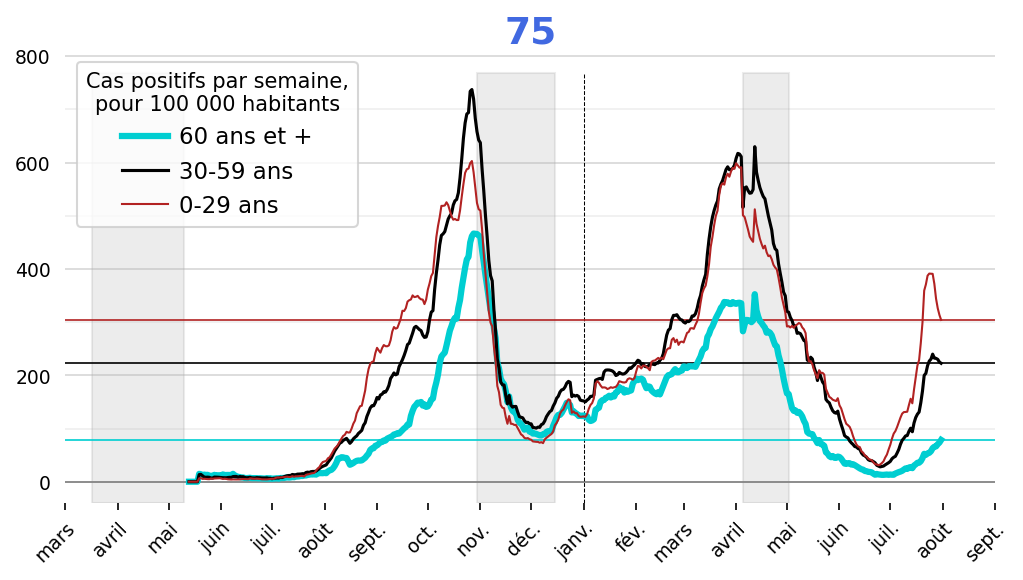 75
Cas positifs par semaine,
pour 100 000 habitants
60 ans et +
30-59 ans
0-29 ans
800
600
400
200
0
mars avril mai juin juil. août sept. oct. nov. déc. janv. fév. mars avril mai juin juil. août sept.